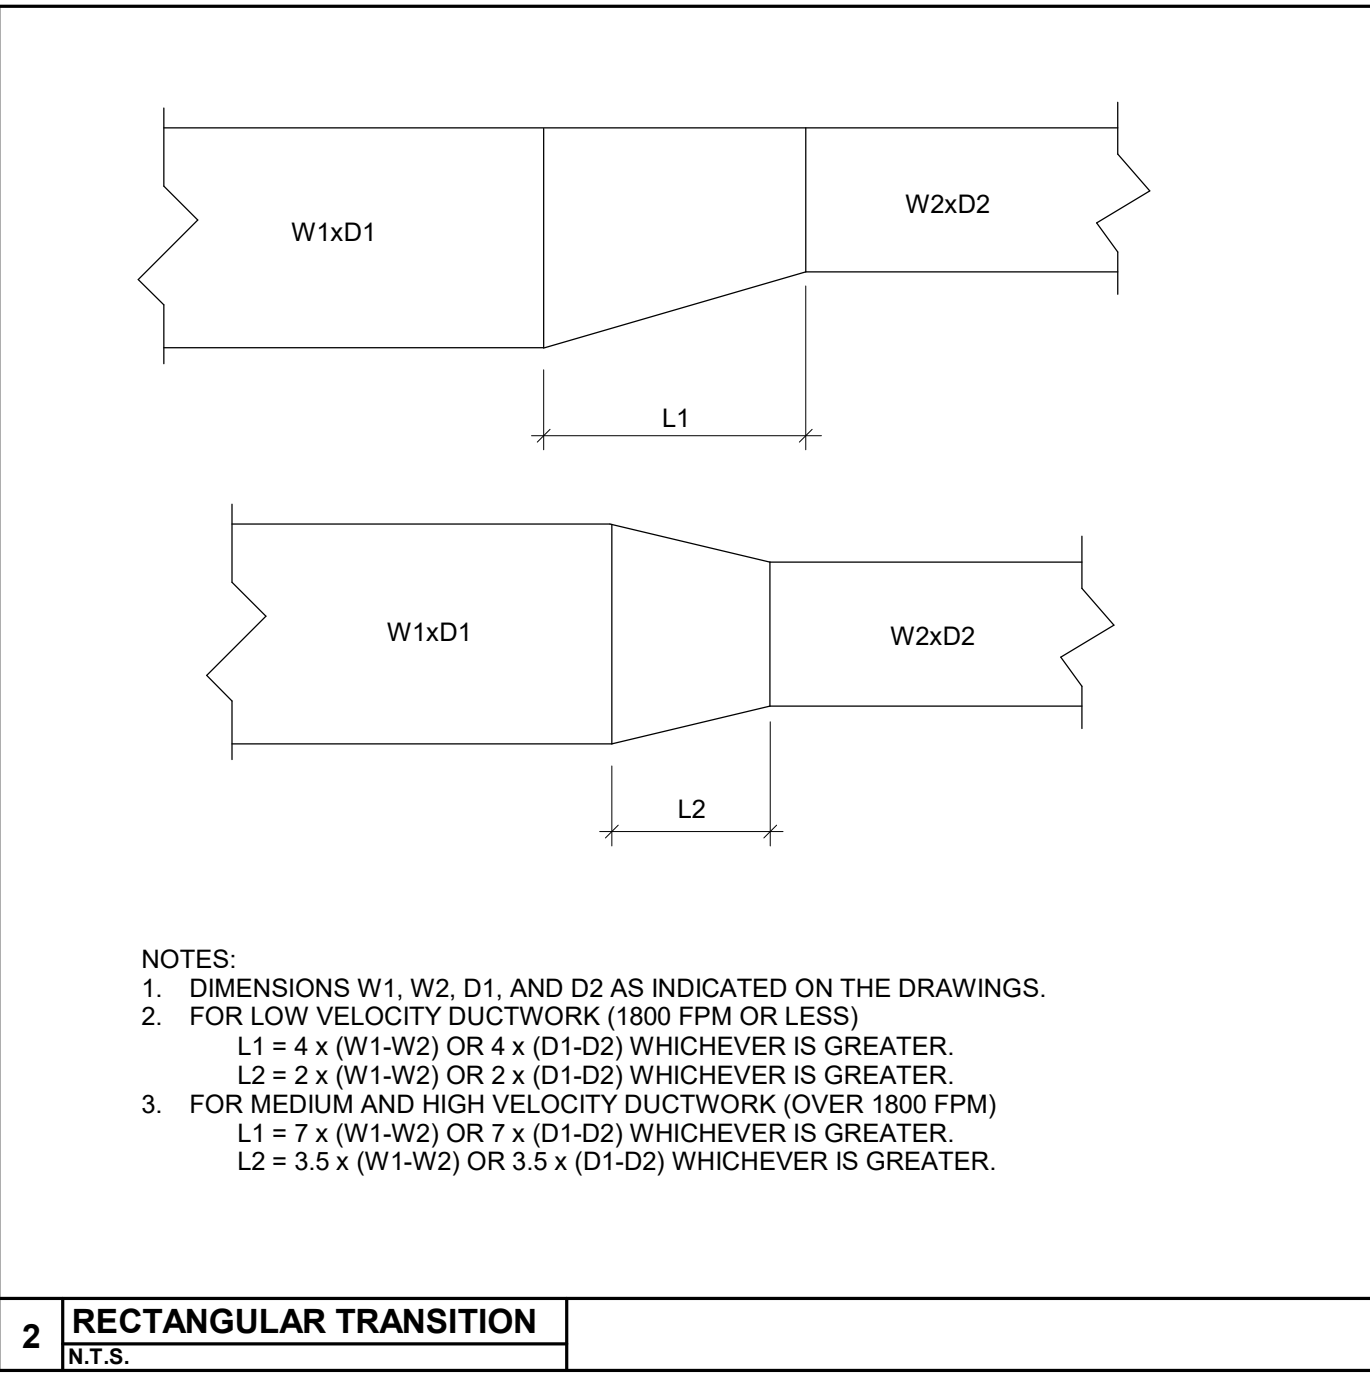 W1xD1
W2xD2
L1
W1xD1
W2xD2
L2
NOTES:
1. DIMENSIONS W1, W2, D1, AND D2 AS INDICATED ON THE DRAWINGS.
2. FOR LOW VELOCITY DUCTWORK (1800 FPM OR LESS)
L1 = 4 x (W1-W2) OR 4 x (D1-D2) WHICHEVER IS GREATER.
L2 = 2 x (W1-W2) OR 2 x (D1-D2) WHICHEVER IS GREATER.
3. FOR MEDIUM AND HIGH VELOCITY DUCTWORK (OVER 1800 FPM)
L1 = 7 x (W1-W2) OR 7 x (D1-D2) WHICHEVER IS GREATER.
L2 = 3.5 x (W1-W2) OR 3.5 x (D1-D2) WHICHEVER IS GREATER.
2
RECTANGULAR TRANSITION
N.T.S.